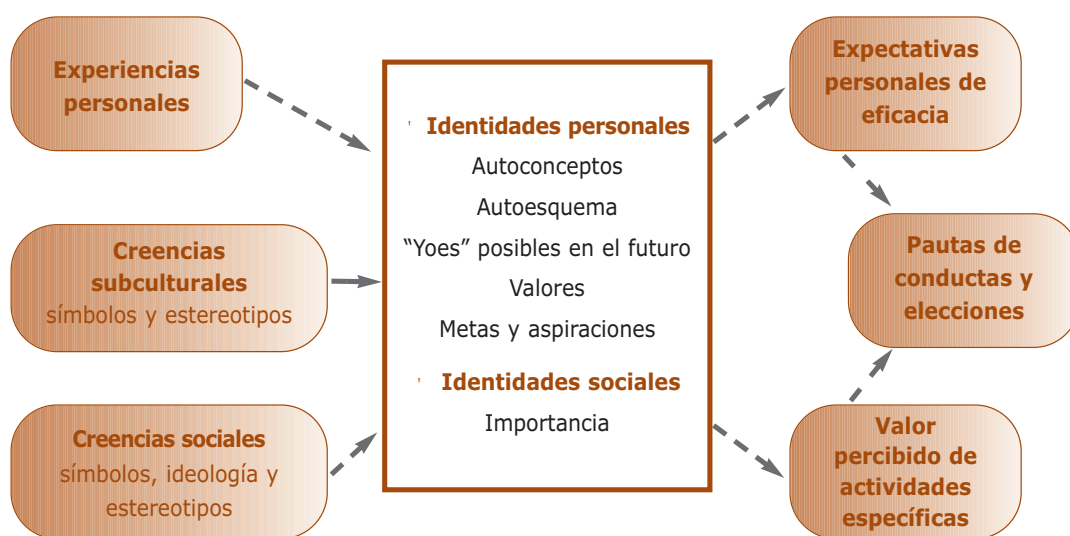 Experiencias
personales
Creencias
subculturales
símbolos y estereotipos
Creencias sociales
símbolos, ideología y
estereotipos
' Identidades personales
Autoconceptos
Autoesquema
“Yoes” posibles en el futuro
Valores
Metas y aspiraciones
' Identidades sociales
Importancia
Expectativas
personales de
eficacia
Pautas de
conductas y
elecciones
Valor
percibido de
actividades
específicas